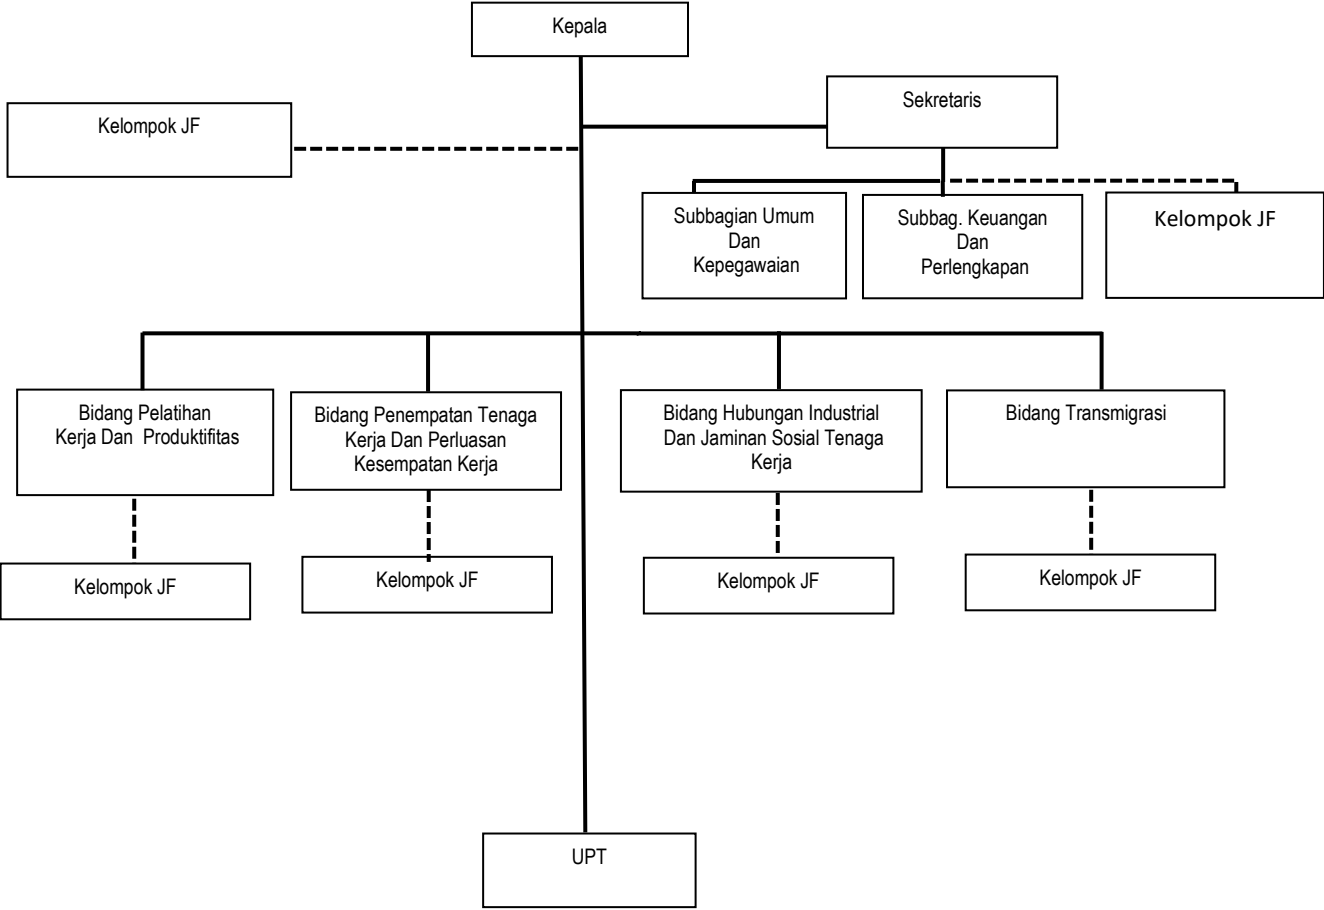 Kepala
Sekretaris
Kelompok JF
Subbagian Umum
Dan
Kepegawaian
Subbag. Keuangan
Dan
Perlengkapan
Kelompok JF
Bidang Pelatihan
Kerja Dan  Produktifitas
Bidang Penempatan Tenaga
Kerja Dan Perluasan
Kesempatan Kerja
Bidang Hubungan Industrial
Dan Jaminan Sosial Tenaga
Kerja
Bidang Transmigrasi
Kelompok JF
Kelompok JF
Kelompok JF
Kelompok JF
UPT